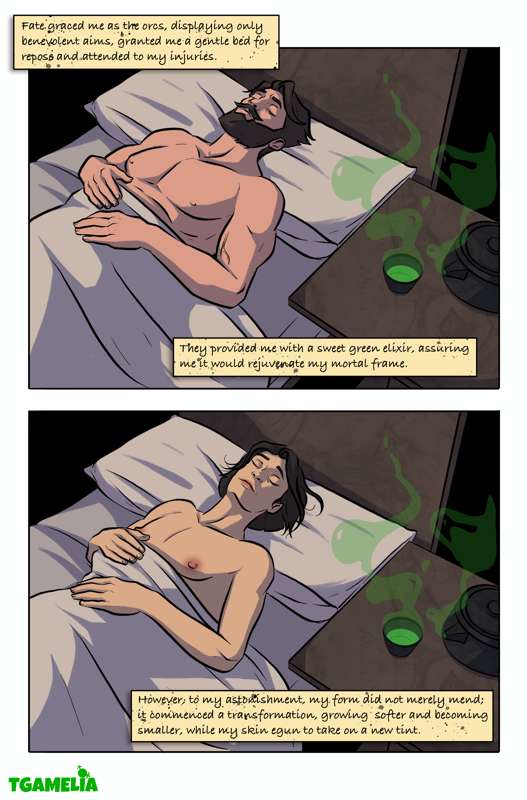 Fate graced me as the orcs, displaying only
benevolent aims, granted me a gentle bed for
repose and attended to my injuries.
They provided me with a sweet green elixir, assuring
me it would rejuvenate my mortal frame.
However, to my astonishment, my form did not merely mend;
it commenced a transformation, growing softer and becoming
smaller, while my skin egun to take on a new tint.
TGAMELIA